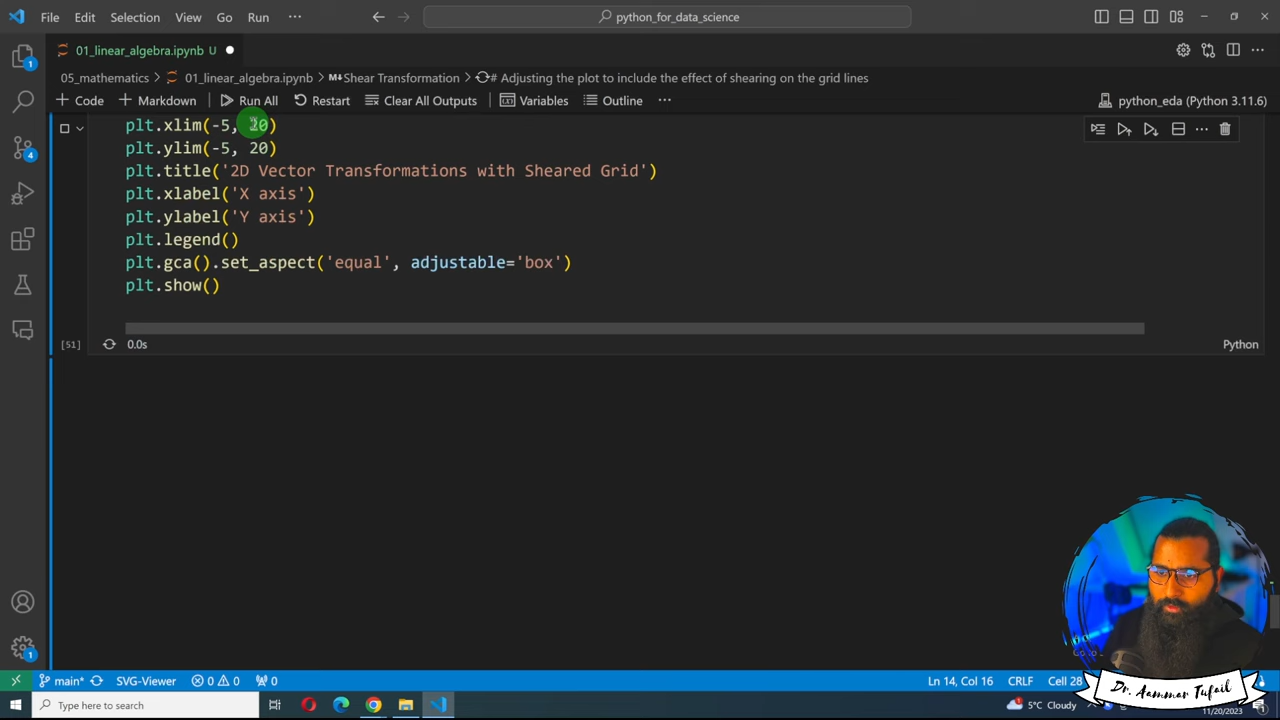 File Edit Selection View Go Run ··· python_for_data_science
01_linear_algebra.ipynb U
05_mathematics > 01_linear_algebra.ipynb > M↓Shear Transformation > # Adjusting the plot to include the effect of shearing on the grid lines
+ Code + Markdown Run All Restart Clear All Outputs Variables Outline ··· python_eda (Python 3.11.6)
plt.xlim(-5, 20)
plt.ylim(-5, 20)
plt.title('2D Vector Transformations with Sheared Grid')
plt.xlabel('X axis')
plt.ylabel('Y axis')
plt.legend()
plt.gca().set_aspect('equal', adjustable='box')
plt.show()
[51] 0.0s Python
1
4
1
Dr. Aammar Tufail
main* SVG-Viewer 0 0 0 Ln 14, Col 16 CRLF Cell 28
Type here to search 5°C Cloudy 11/20/2023